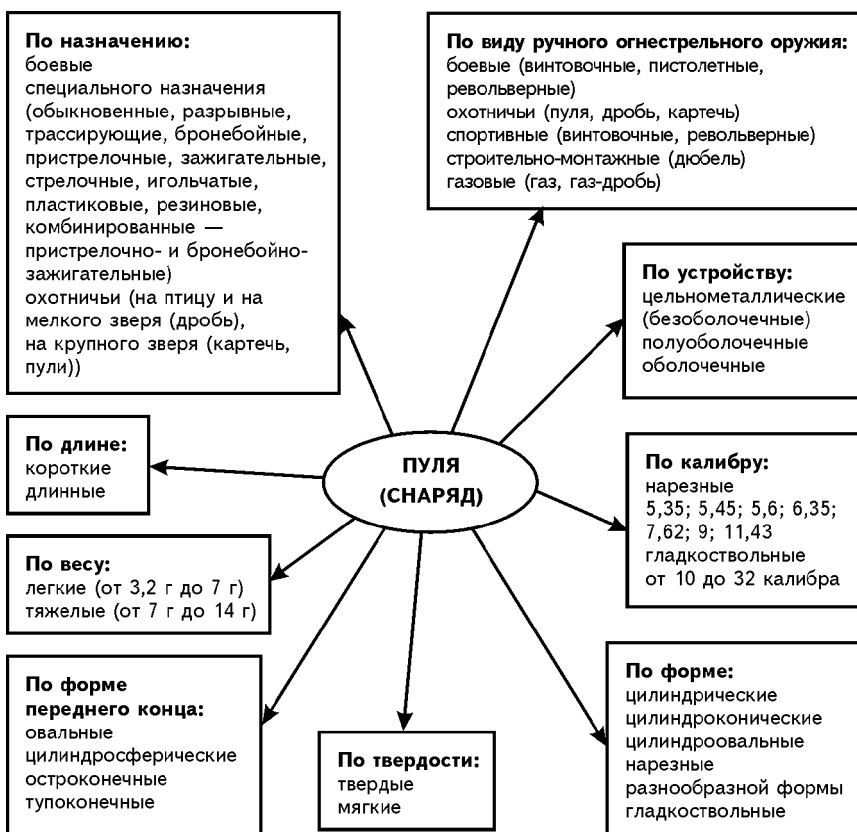 По назначению:
боевые
специального назначения
(обыкновенные, разрывные,
трассирующие, бронебойные,
пристрелочные, зажигательные,
стрелочные, игольчатые,
пластиковые, резиновые,
комбинированные —
пристрелочно- и бронебойно-
зажигательные)
охотничьи (на птицу и на
мелкого зверя (дробь),
на крупного зверя (картечь,
пули))
По виду ручного огнестрельного оружия:
боевые (винтовочные, пистолетные,
револьверные)
охотничьи (пуля, дробь, картечь)
спортивные (винтовочные, револьверные)
строительно-монтажные (дюбель)
газовые (газ, газ-дробь)
По устройству:
цельнометаллические
(безоболочечные)
полуоболочечные
оболочечные
По длине:
короткие
длинные
ПУЛЯ
(СНАРЯД)
По калибру:
нарезные
5,35; 5,45; 5,6; 6,35;
7,62; 9; 11,43
гладкоствольные
от 10 до 32 калибра
По весу:
легкие (от 3,2 г до 7 г)
тяжелые (от 7 г до 14 г)
По форме
переднего конца:
овальные
цилиндросферические
остроконечные
тупоконечные
По твердости:
твердые
мягкие
По форме:
цилиндрические
цилиндроконические
цилиндроовальные
нарезные
разнообразной формы
гладкоствольные